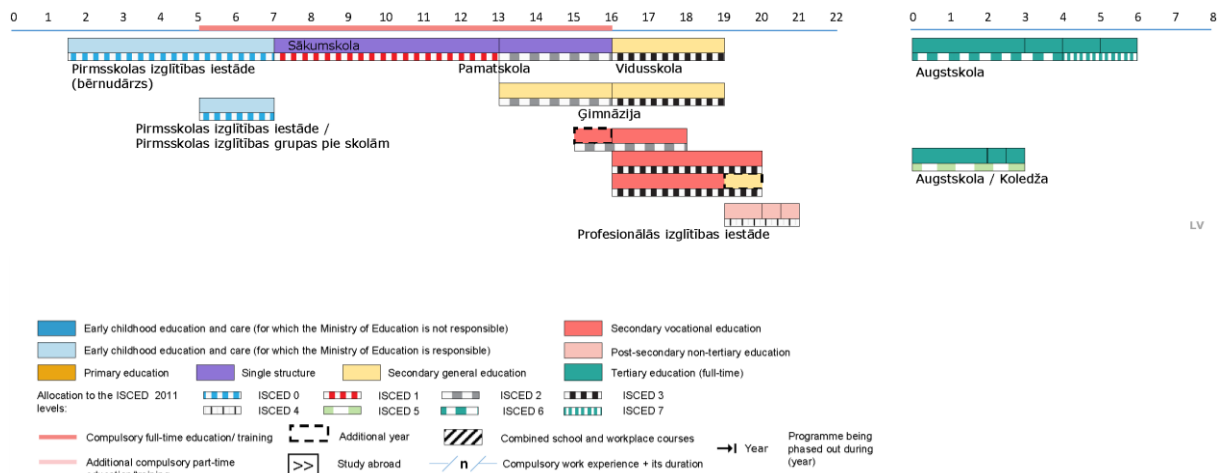 0 1 2 3 4 5 6 7 8 9 10 11 12 13 14 15 16 17 18 19 20 21 22 0 1 2 3 4 5 6 7 8
Sākumskola
Pirmsskolas izglītības iestāde
(bērnudārzs)
Pamatskola
Vidusskola
Augstskola
Ģimnāzija
Pirmsskolas izglītības iestāde /
Pirmsskolas izglītības grupas pie skolām
Augstskola / Koledža
Profesionālās izglītības iestāde
LV
Early childhood education and care (for which the Ministry of Education is not responsible)
Secondary vocational education
Early childhood education and care (for which the Ministry of Education is responsible)
Post-secondary non-tertiary education
Primary education
Single structure
Secondary general education
Tertiary education (full-time)
Allocation to the ISCED 2011
levels:
ISCED 0
ISCED 1
ISCED 2
ISCED 3
ISCED 4
ISCED 5
ISCED 6
ISCED 7
Compulsory full-time education/ training
Additional year
Combined school and workplace courses
Year
Programme being
phased out during
(year)
Additional compulsory part-time
>>
Study abroad
n
Compulsory work experience + its duration